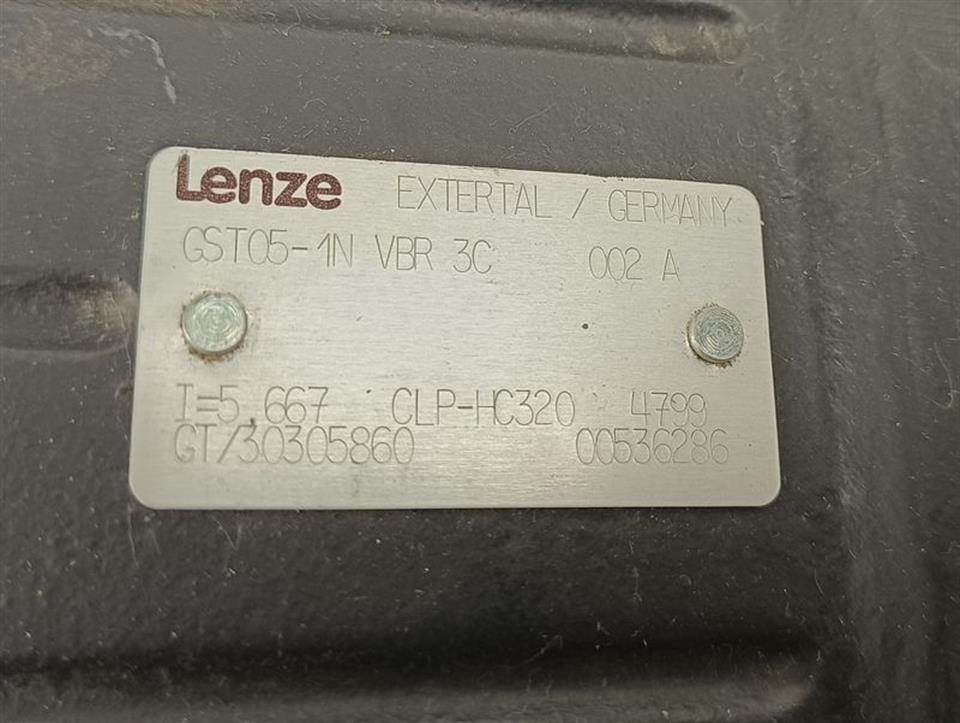 Lenze EXTERTAL / GERMANY
GST05-1N VBR 3C 002 A
I=5,667 CLP-HC320 4799
GT/30305860 00536286